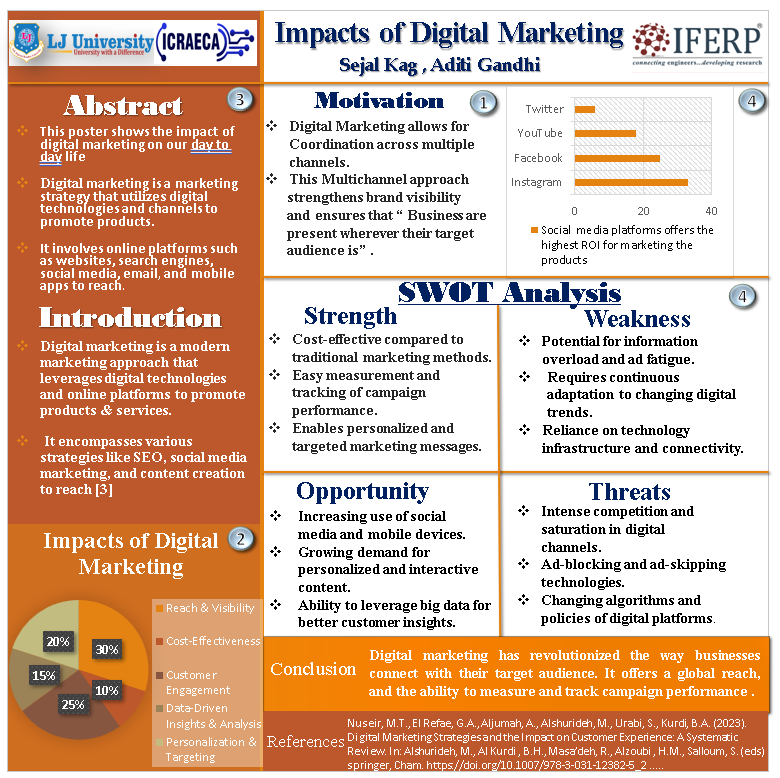 LJ University
University with a Difference
ICRAECA
Impacts of Digital Marketing
Sejal Kag , Aditi Gandhi
IFERP
connecting engineers...developing research
Abstract
3
❖ This poster shows the impact of
digital marketing on our day to
day life
❖ Digital marketing is a marketing
strategy that utilizes digital
technologies and channels to
promote products.
❖ It involves online platforms such
as websites, search engines,
social media, email, and mobile
apps to reach.
Introduction
❖ Digital marketing is a modern
marketing approach that
leverages digital technologies
and online platforms to promote
products & services.
❖ It encompasses various
strategies like SEO, social media
marketing, and content creation
to reach [3]
Impacts of Digital
Marketing
2
30%
10%
25%
15%
20%
Reach & Visibility
Cost-Effectiveness
Customer
Engagement
Data-Driven
Insights & Analysis
Personalization &
Targeting
Motivation
1
❖ Digital Marketing allows for
Coordination across multiple
channels.
❖ This Multichannel approach
strengthens brand visibility
and ensures that “ Business are
present wherever their target
audience is” .
4
Twitter
YouTube
Facebook
Instagram
0 20 40
Social media platforms offers the
highest ROI for marketing the
products
SWOT Analysis
4
Strength
❖ Cost-effective compared to
traditional marketing methods.
❖ Easy measurement and
tracking of campaign
performance.
❖ Enables personalized and
targeted marketing messages.
Weakness
❖ Potential for information
overload and ad fatigue.
❖ Requires continuous
adaptation to changing digital
trends.
❖ Reliance on technology
infrastructure and connectivity.
Opportunity
❖ Increasing use of social
media and mobile devices.
❖ Growing demand for
personalized and interactive
content.
❖ Ability to leverage big data for
better customer insights.
Threats
❖ Intense competition and
saturation in digital
channels.
❖ Ad-blocking and ad-skipping
technologies.
❖ Changing algorithms and
policies of digital platforms.
Conclusion
Digital marketing has revolutionized the way businesses
connect with their target audience. It offers a global reach,
and the ability to measure and track campaign performance .
References
Nuseir, M.T., El Refae, G.A., Aljumah, A., Alshurideh, M., Urabi, S., Kurdi, B.A. (2023).
Digital Marketing Strategies and the Impact on Customer Experience: A Systematic
Review. In: Alshurideh, M., Al Kurdi , B.H., Masa’deh, R., Alzoubi , H.M., Salloum, S. (eds)
springer, Cham. https://doi.org/10.1007/978-3-031-12382-5_2 .....